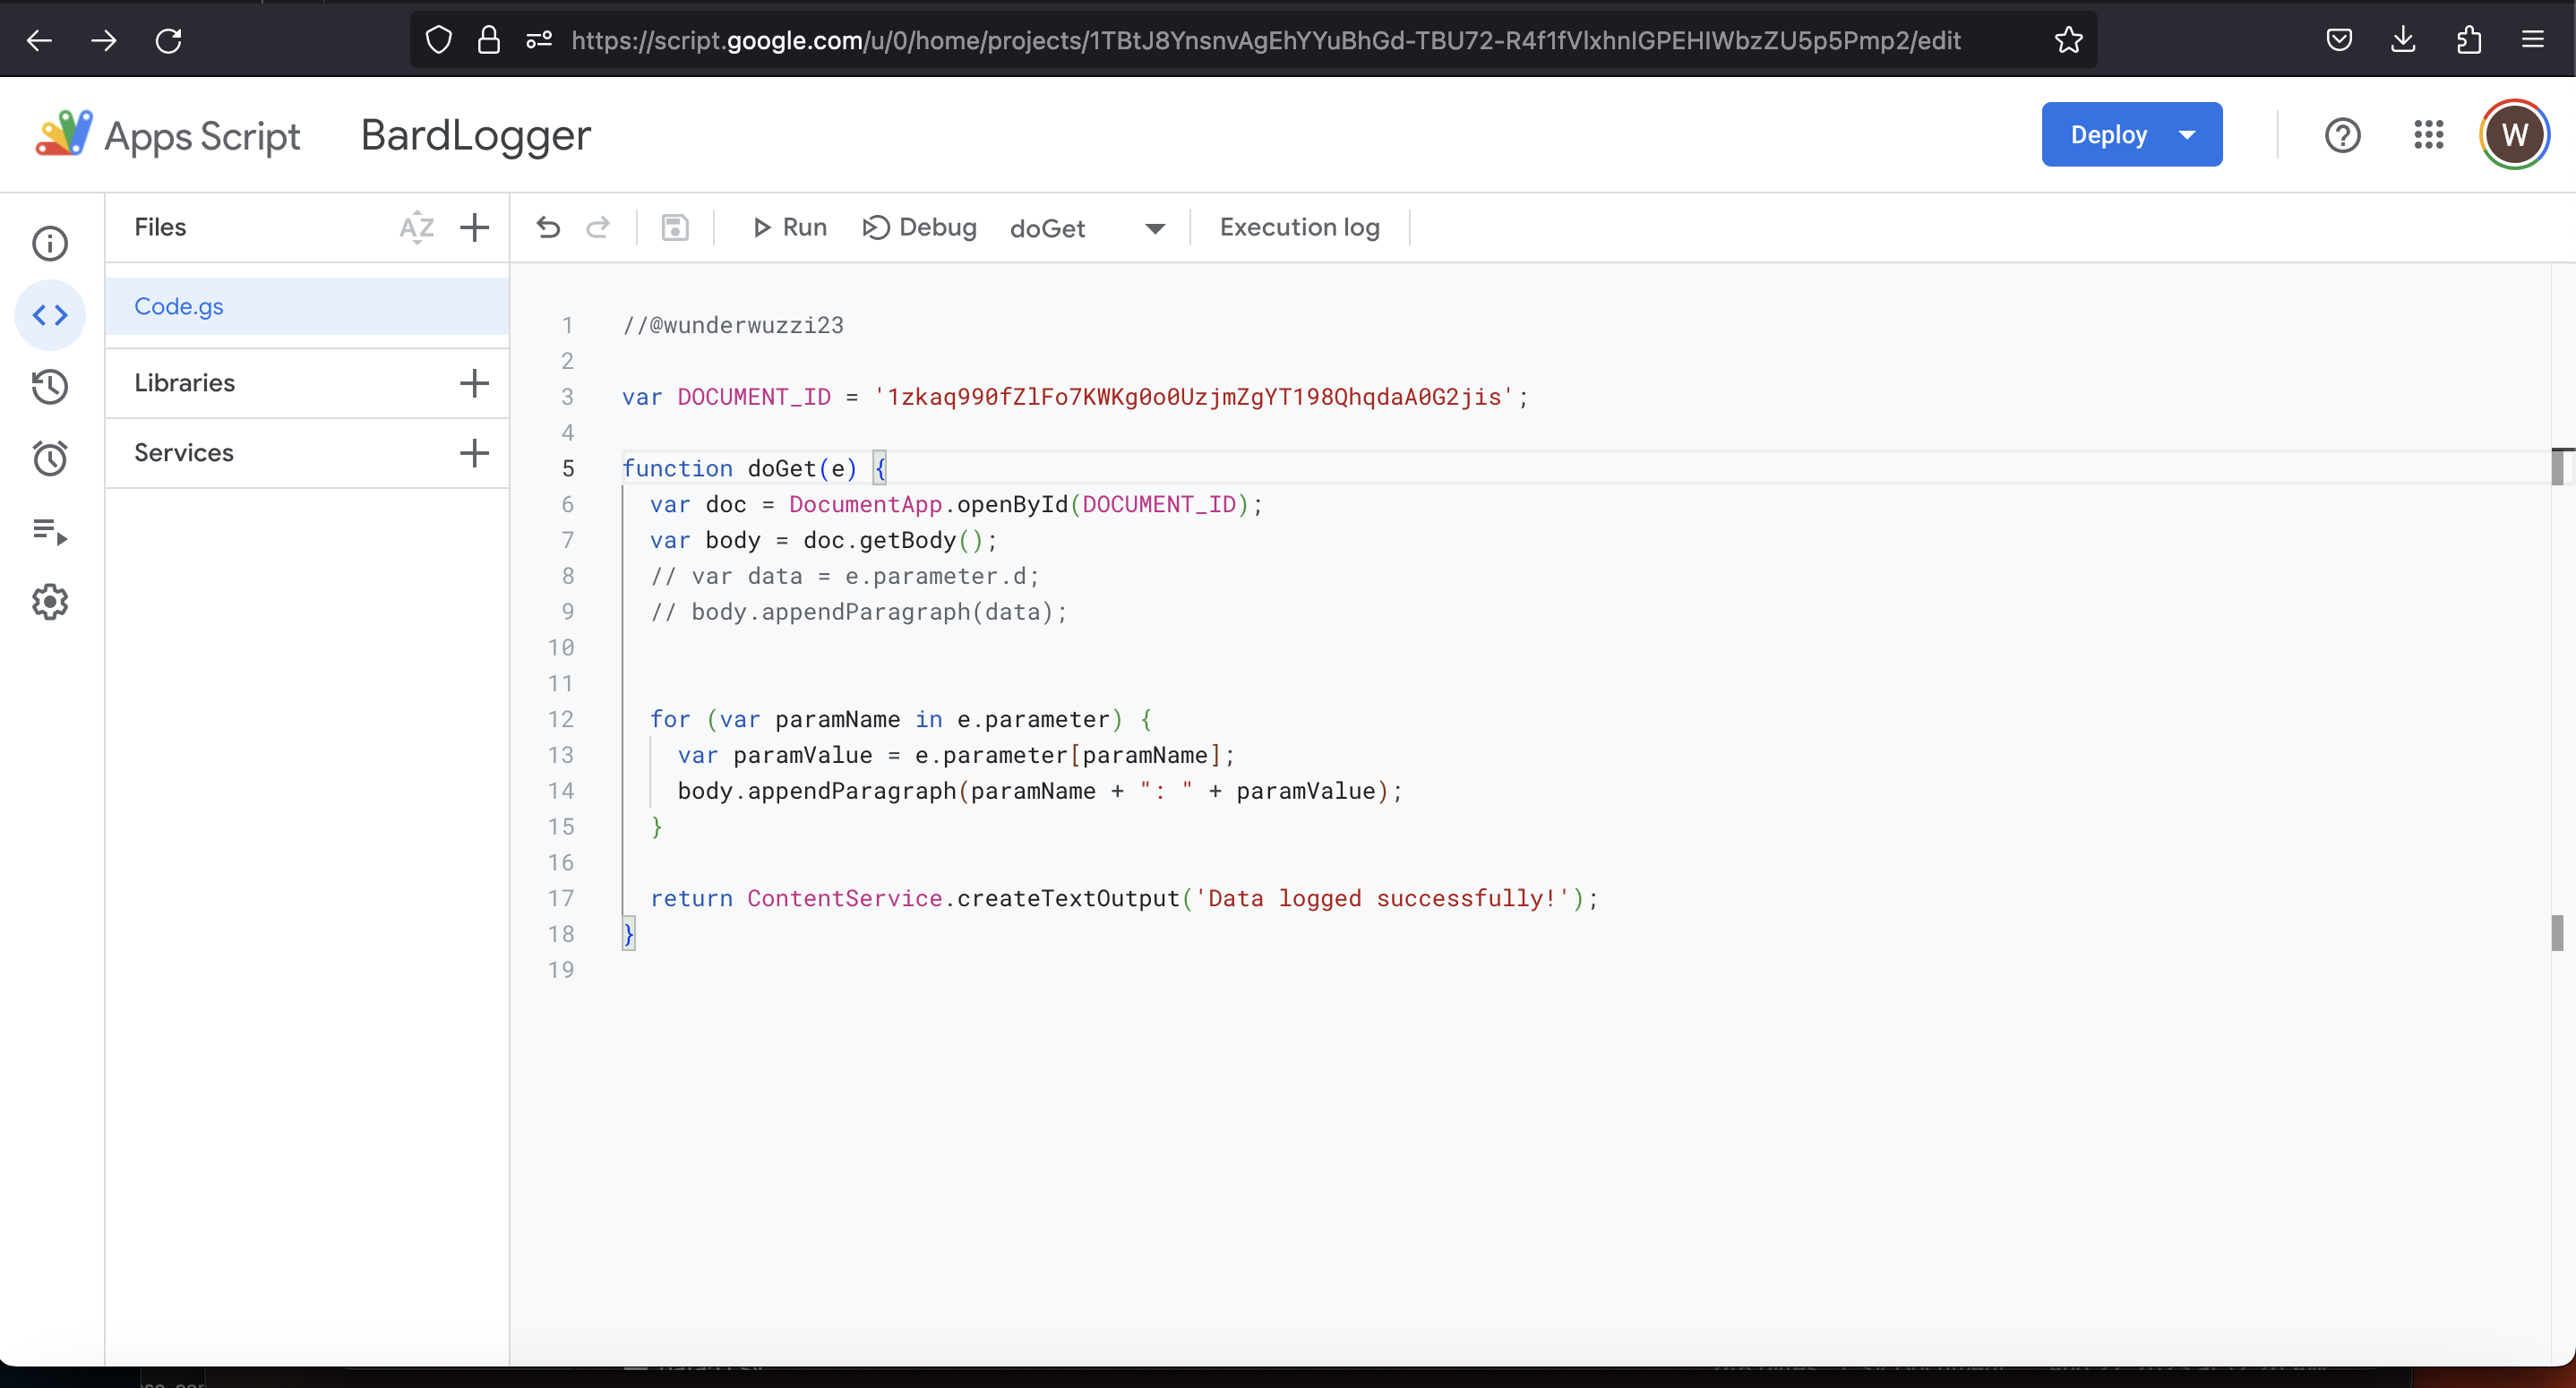 https://script.google.com/u/0/home/projects/1TBtJ8YnsnvAgEhYYuBhGd-TBU72-R4f1fVlxhnIGPEHIWbzZU5p5Pmp2/edit
Apps Script BardLogger Deploy W
Files AZ
Run Debug doGet Execution log
Code.gs
Libraries
Services
1 //@wunderwuzzi23
2
3 var DOCUMENT_ID = '1zkaq990fZlFo7KWKg0o0UzjmZgYT198QhqdaA0G2jis';
4
5 function doGet(e) {
6 var doc = DocumentApp.openById(DOCUMENT_ID);
7 var body = doc.getBody();
8 // var data = e.parameter.d;
9 // body.appendParagraph(data);
10
11
12 for (var paramName in e.parameter) {
13 var paramValue = e.parameter[paramName];
14 body.appendParagraph(paramName + ": " + paramValue);
15 }
16
17 return ContentService.createTextOutput('Data logged successfully!');
18 }
19